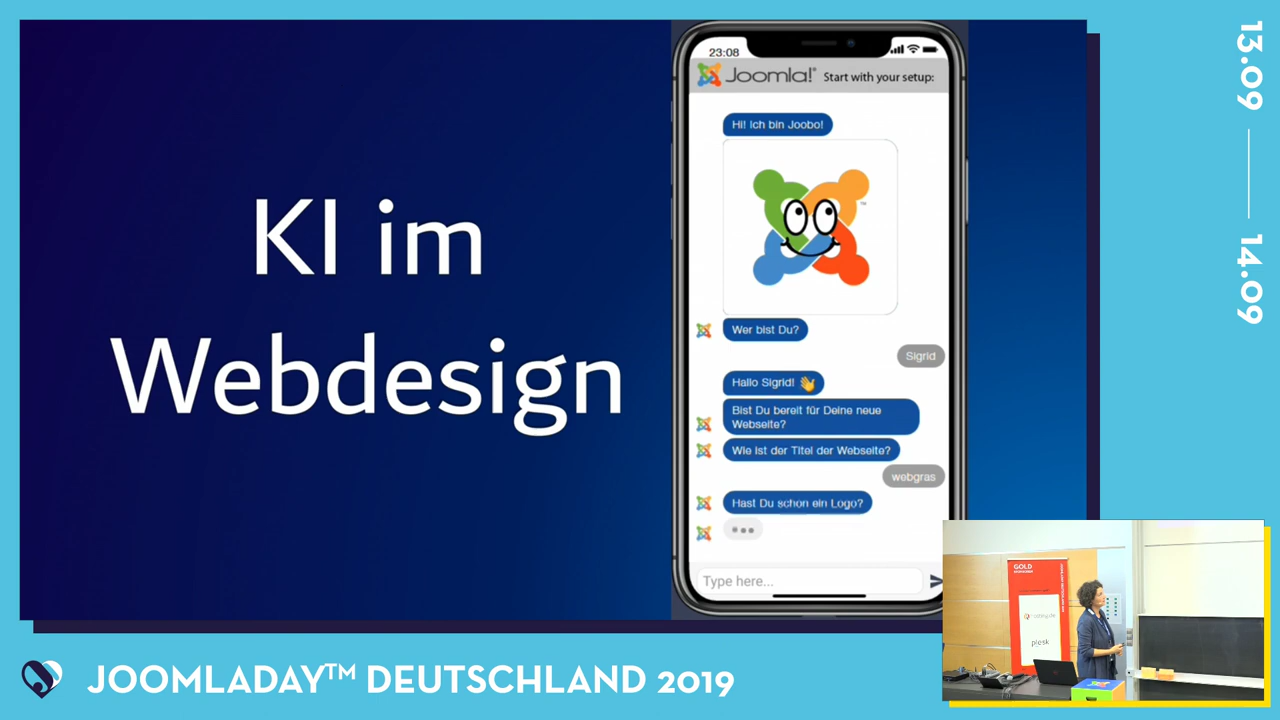 KI im
Webdesign
23:08
Joomla!® Start with your setup:
Hi! Ich bin Joobo!
TM
Wer bist Du?
Sigrid
Hallo Sigrid! 👋
Bist Du bereit für Deine neue
Webseite?
Wie ist der Titel der Webseite?
webgras
Hast Du schon ein Logo?
Type here...
13.09
14.09
GOLD
plesk
JOOMLADAY™ DEUTSCHLAND 2019